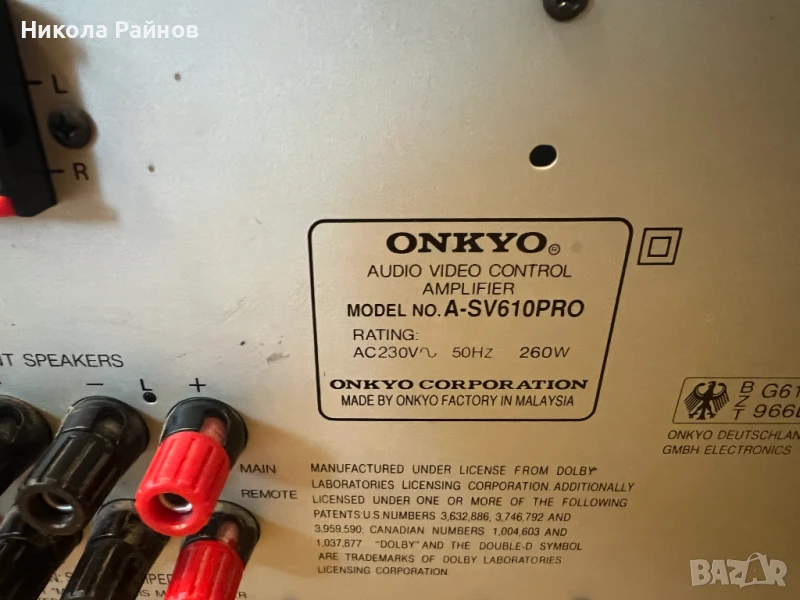 Никола Райнов
L
R
ONKYO®
AUDIO VIDEO CONTROL
AMPLIFIER
MODEL NO. A-SV610PRO
RATING:
AC230V∿ 50Hz 260W
ONKYO CORPORATION
MADE BY ONKYO FACTORY IN MALAYSIA
SPEAKERS
− L +
MAIN
REMOTE
B
Z
T
ONKYO DEUTSCHLAN
GMBH ELECTRONICS
MANUFACTURED UNDER LICENSE FROM DOLBY
LABORATORIES LICENSING CORPORATION. ADDITIONALLY
LICENSED UNDER ONE OR MORE OF THE FOLLOWING
PATENTS: U.S. NUMBERS 3,632,886, 3,746,792 AND
3,959,590; CANADIAN NUMBERS 1,004,603 AND
1,037,877 "DOLBY" AND THE DOUBLE-D SYMBOL
ARE TRADEMARKS OF DOLBY LABORATORIES
LICENSING CORPORATION.
BAZAR